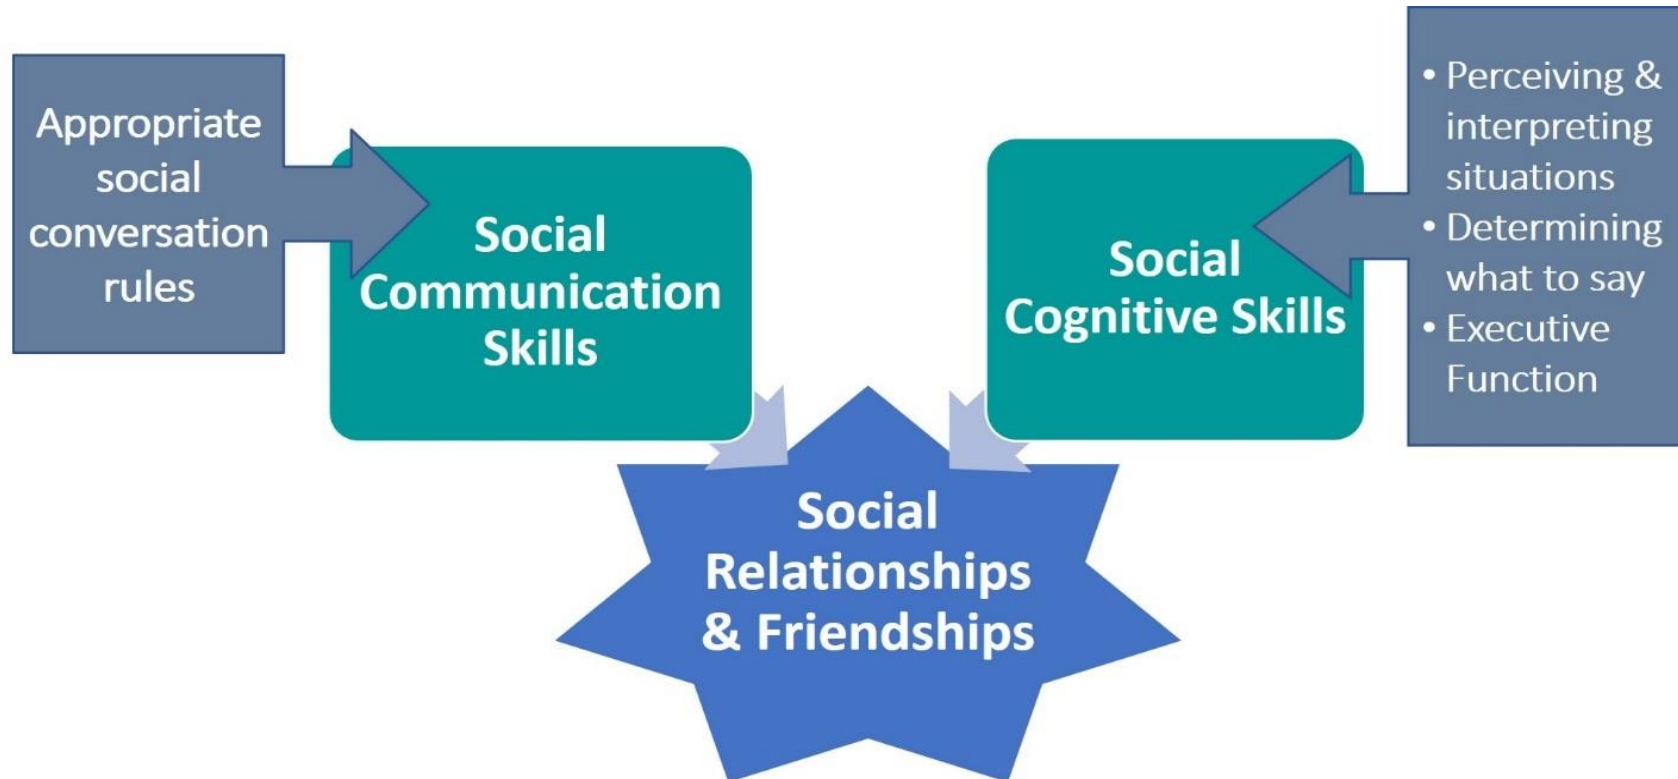 Appropriate
social
conversation
rules
Social
Communication
Skills
Social
Cognitive Skills
• Perceiving &
interpreting
situations
• Determining
what to say
• Executive
Function
Social
Relationships
& Friendships